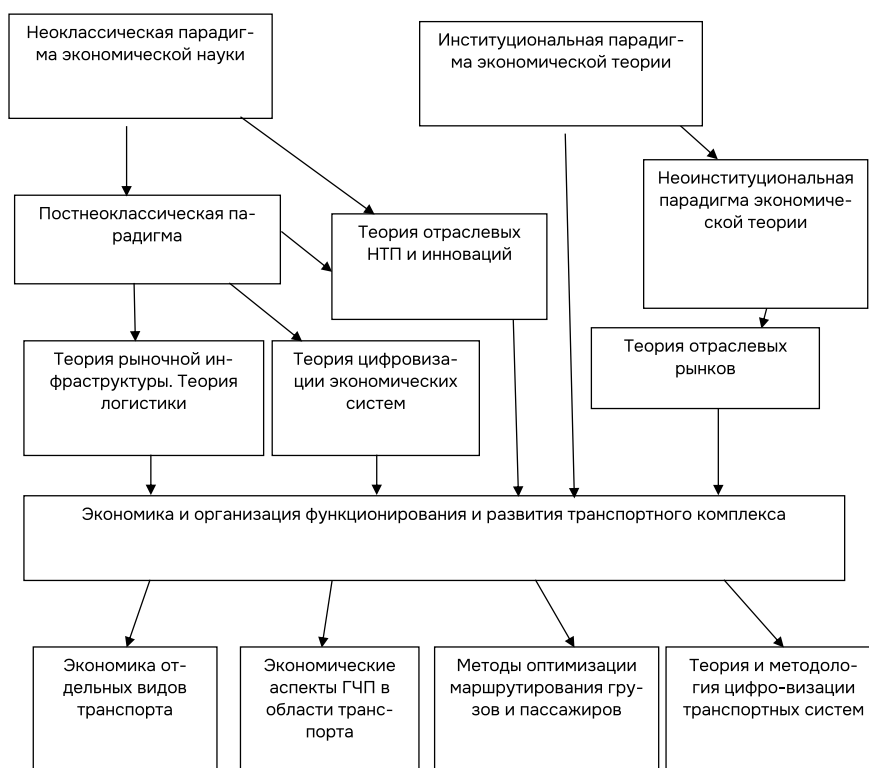 Неоклассическая парадиг-
ма экономической науки
Институциональная парадиг-
ма экономической теории
Неоинституциональная
парадигма экономиче-
ской теории
Постнеоклассическая па-
радигма
Теория отраслевых
НТП и инноваций
Теория рыночной ин-
фраструктуры. Теория
логистики
Теория цифровиза-
ции экономических
систем
Теория отраслевых
рынков
Экономика и организация функционирования и развития транспортного комплекса
Экономика от-
дельных видов
транспорта
Экономические
аспекты ГЧП в
области транс-
порта
Методы оптимизации
маршрутирования гру-
зов и пассажиров
Теория и методоло-
гия цифро-визации
транспортных систем